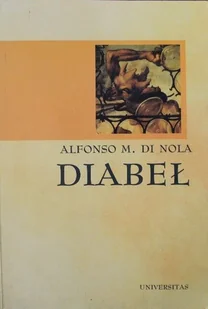 ALFONSO M. DI NOLA
DIABEŁ
UNIVERSITAS